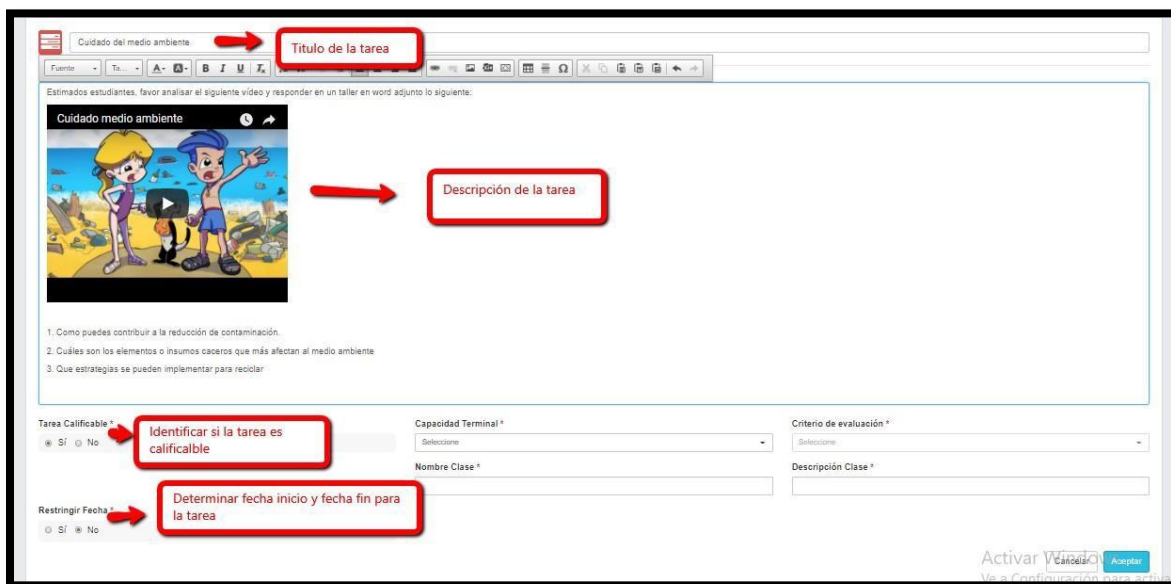 Cuidado del medio ambiente
Titulo de la tarea
Fuente Ta...
Estimados estudiantes, favor analisar el siguiente vídeo y responder en un taller en word adjunto lo siguiente:
Cuidado medio ambiente
Descripción de la tarea
1. Como puedes contribuir a la reducción de contaminación.
2. Cuáles son los elementos o insumos caceros que más afectan al medio ambiente
3. Que estrategias se pueden implementar para reciclar
Tarea Calificable *
Capacidad Terminal *
Criterio de evaluación *
Sí No
Identificar si la tarea es
calificalble
Seleccione
Seleccione
Nombre Clase *
Descripción Clase *
Restringir Fecha *
Determinar fecha inicio y fecha fin para
la tarea
Sí No
Activar
Cancelar
Aceptar
Ve a Configuración para